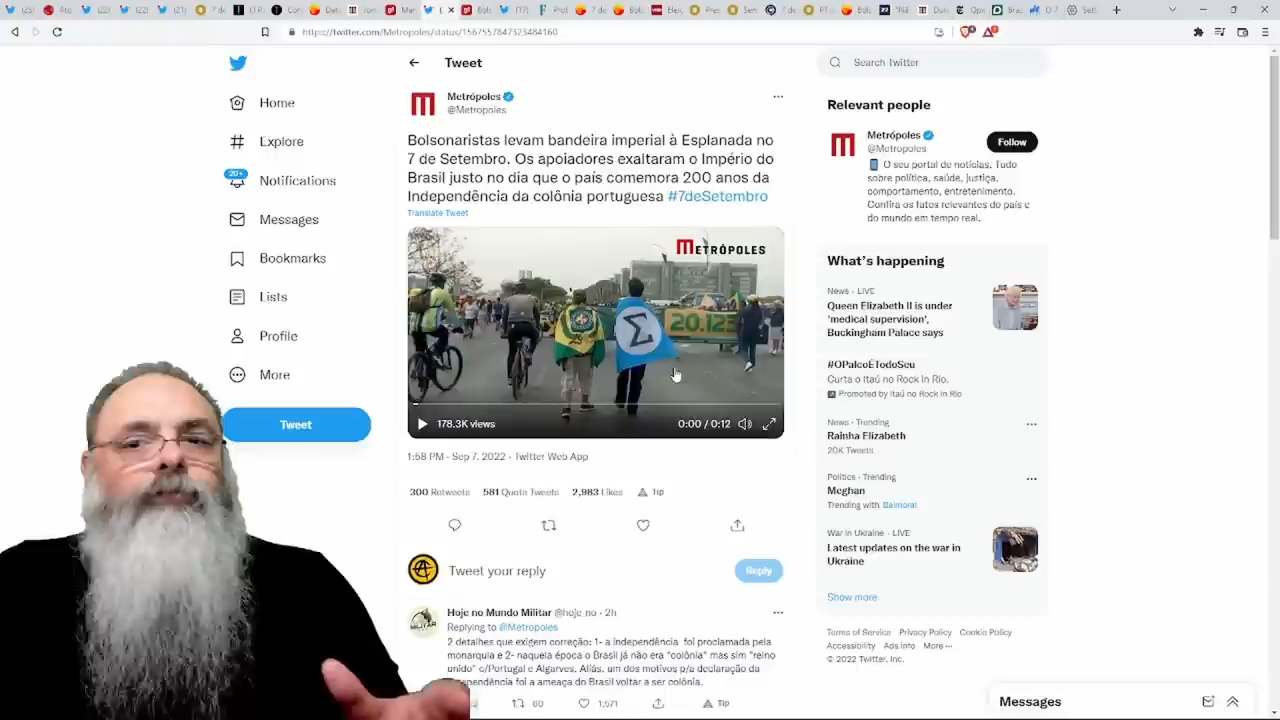 https://twitter.com/Metropoles/status/1567557847323484160
Home
Explore
20+
Notifications
Messages
Bookmarks
Lists
Profile
More
Tweet
Tweet
Metrópoles
@Metropoles
Bolsonaristas levam bandeira imperial à Esplanada no
7 de Setembro. Os apoiadores exaltaram o Império do
Brasil justo no dia que o país comemora 200 anos da
Independência da colônia portuguesa #7deSetembro
Translate Tweet
METRÓPOLES
Σ
20.12
178.3K views
0:00 / 0:12
1:58 PM · Sep 7, 2022 · Twitter Web App
300 Retweets 581 Quote Tweets 2,983 Likes Tip
Tweet your reply
Reply
Hoje no Mundo Militar @hoje_no · 2h
Replying to @Metropoles
2 detalhes que exigem correção: 1- a independência foi proclamada pela
monarquia e 2- naquela época o Brasil já não era "colônia" mas sim "reino
unido" c/Portugal e Algarves. Aliás, um dos motivos p/a declaração da
independência foi a ameaça do Brasil voltar a ser colônia.
60 1,571 Tip
Search Twitter
Relevant people
Metrópoles
@Metropoles
Follow
O seu portal de notícias. Tudo
sobre política, saúde, justiça,
comportamento, entretenimento.
Confira os fatos relevantes do país e
do mundo em tempo real.
What's happening
News · LIVE
Queen Elizabeth II is under
'medical supervision',
Buckingham Palace says
#OPalcoÉTodoSeu
Curta o Itaú no Rock in Rio.
Promoted by Itaú no Rock in Rio
News · Trending
Rainha Elizabeth
20K Tweets
Politics · Trending
Meghan
Trending with Balmoral
War in Ukraine · LIVE
Latest updates on the war in
Ukraine
Show more
Terms of Service Privacy Policy Cookie Policy
Accessibility Ads info More ···
© 2022 Twitter, Inc.
Messages